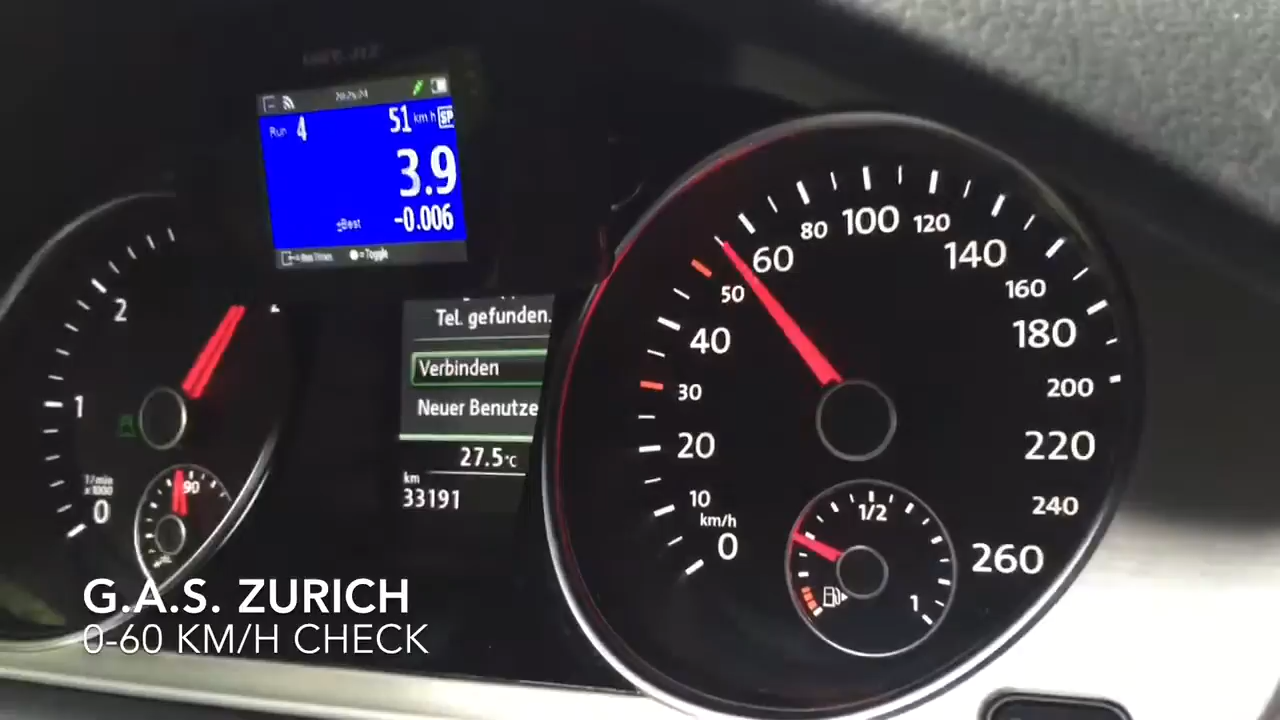 Run 4
51 km h SP
3.9
±Best -0.006
=Toggle
2
1
1/min
x1000
0
90
Tel. gefunden.
Verbinden
Neuer Benutze
27.5°C
km
33191
0
10
20
30
40
50
60
80
100
120
140
160
180
200
220
240
260
km/h
1/2
1
G.A.S. ZURICH
0-60 KM/H CHECK